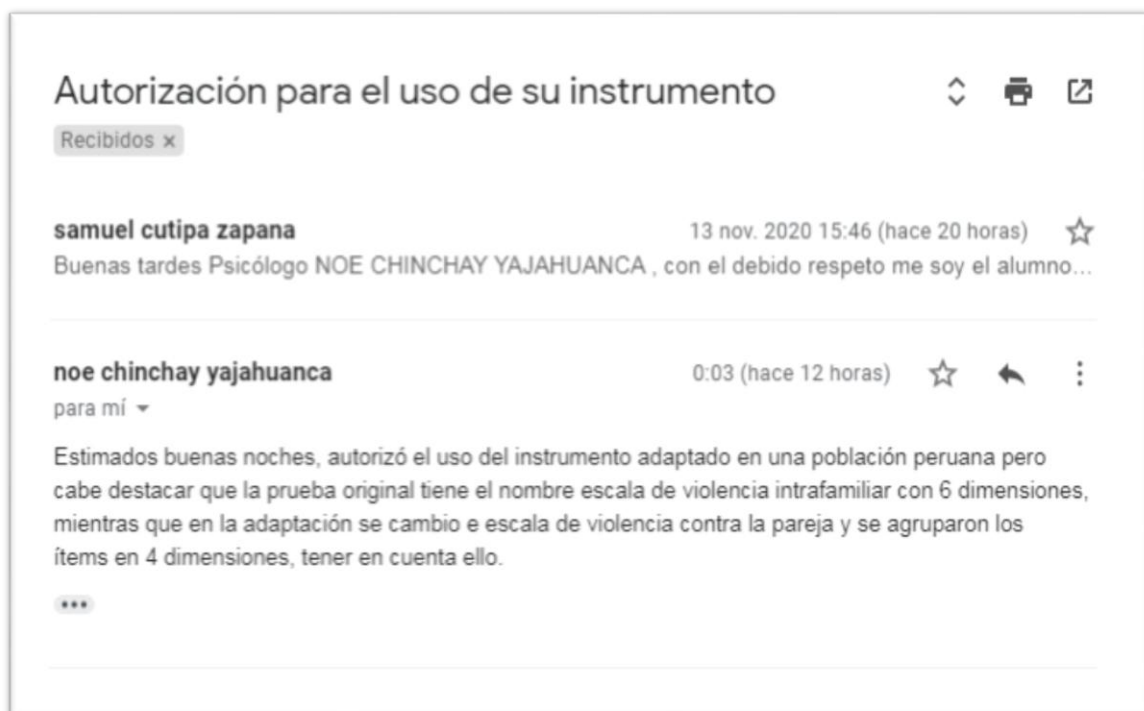 Autorización para el uso de su instrumento
Recibidos x
samuel cutipa zapana
13 nov. 2020 15:46 (hace 20 horas)
Buenas tardes Psicólogo NOE CHINCHAY YAJAHUANCA , con el debido respeto me soy el alumno...
noe chinchay yajahuanca
0:03 (hace 12 horas)
para mí
Estimados buenas noches, autorizó el uso del instrumento adaptado en una población peruana pero
cabe destacar que la prueba original tiene el nombre escala de violencia intrafamiliar con 6 dimensiones,
mientras que en la adaptación se cambio e escala de violencia contra la pareja y se agruparon los
ítems en 4 dimensiones, tener en cuenta ello.